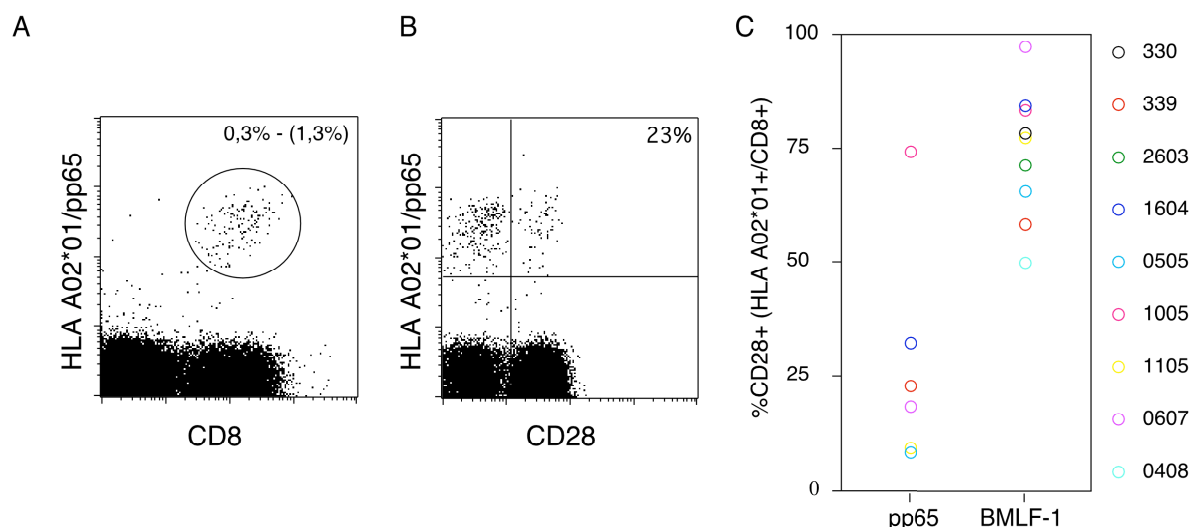 A
HLA A02*01/pp65
0,3% - (1,3%)
CD8
B
HLA A02*01/pp65
23%
CD28
C
%CD28+ (HLA A02*01+/CD8+)
100
75
50
25
0
pp65
BMLF-1
330
339
2603
1604
0505
1005
1105
0607
0408